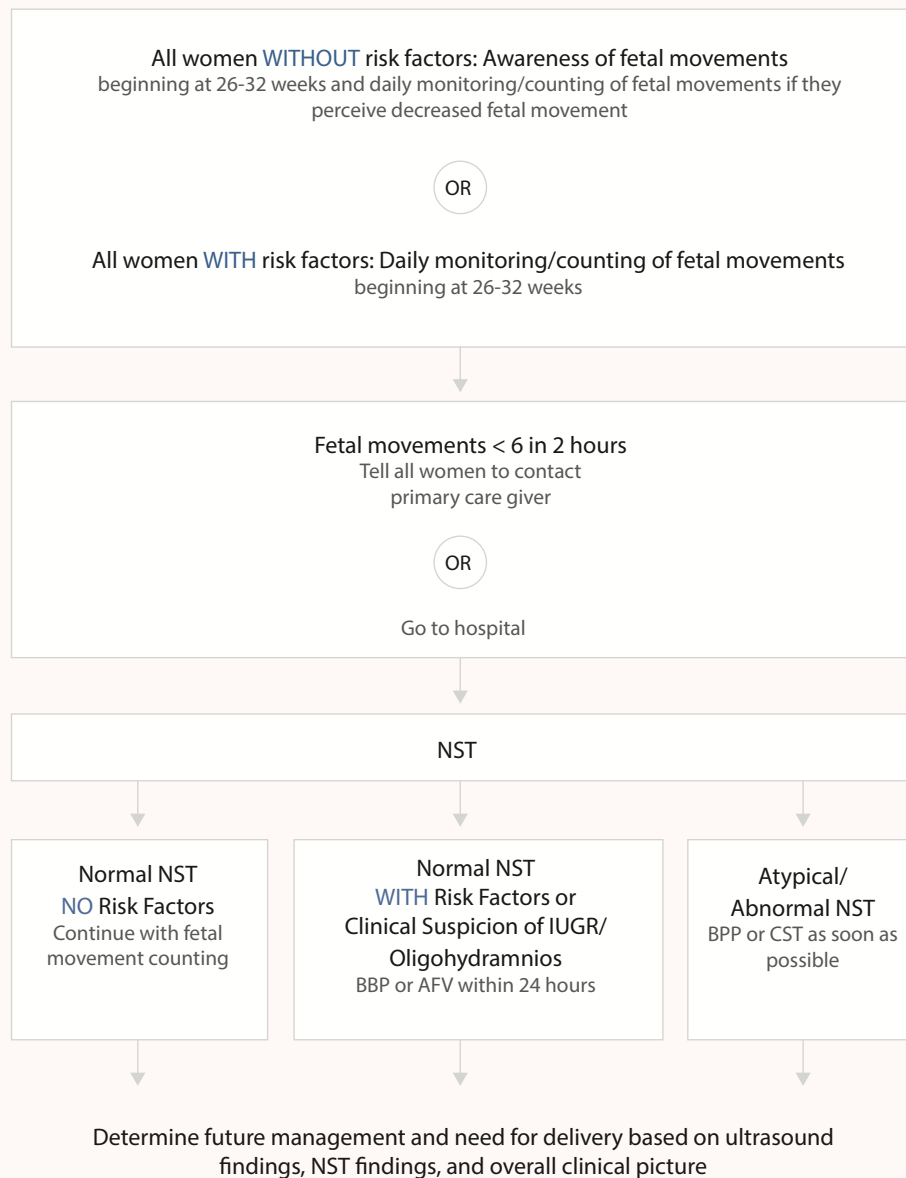 All women WITHOUT risk factors: Awareness of fetal movements
beginning at 26-32 weeks and daily monitoring/counting of fetal movements if they
perceive decreased fetal movement
OR
All women WITH risk factors: Daily monitoring/counting of fetal movements
beginning at 26-32 weeks
Fetal movements < 6 in 2 hours
Tell all women to contact
primary care giver
OR
Go to hospital
NST
Normal NST
NO Risk Factors
Continue with fetal
movement counting
Normal NST
WITH Risk Factors or
Clinical Suspicion of IUGR/
Oligohydramnios
BBP or AFV within 24 hours
Atypical/
Abnormal NST
BPP or CST as soon as
possible
Determine future management and need for delivery based on ultrasound
findings, NST findings, and overall clinical picture